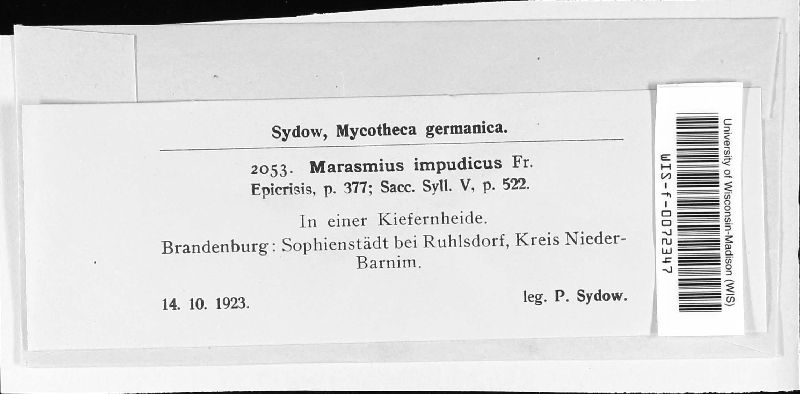 Sydow, Mycotheca germanica.
2053. Marasmius impudicus Fr.
Epicrisis, p. 377; Sacc. Syll. V, p. 522.
In einer Kiefernheide.
Brandenburg: Sophienstädt bei Ruhlsdorf, Kreis Nieder-
Barnim.
14. 10. 1923. leg. P. Sydow.
University of Wisconsin-Madison (WIS)
WIS-f-0072347